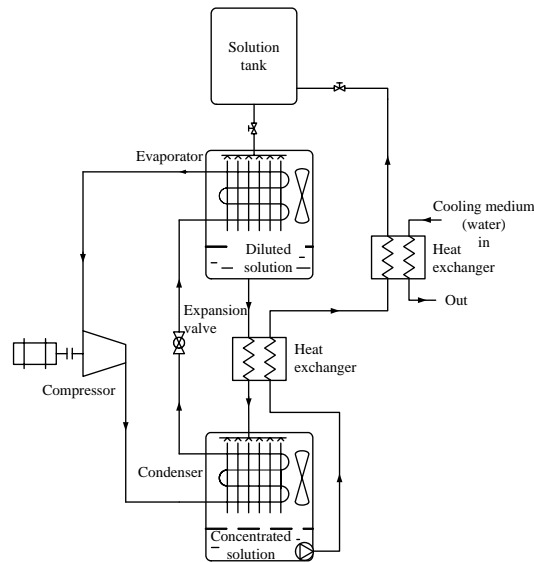 Solution
tank
Evaporator
Cooling medium
(water)
in
Diluted
solution
Heat
exchanger
Out
Expansion
valve
Heat
exchanger
Compressor
Condenser
Concentrated
solution